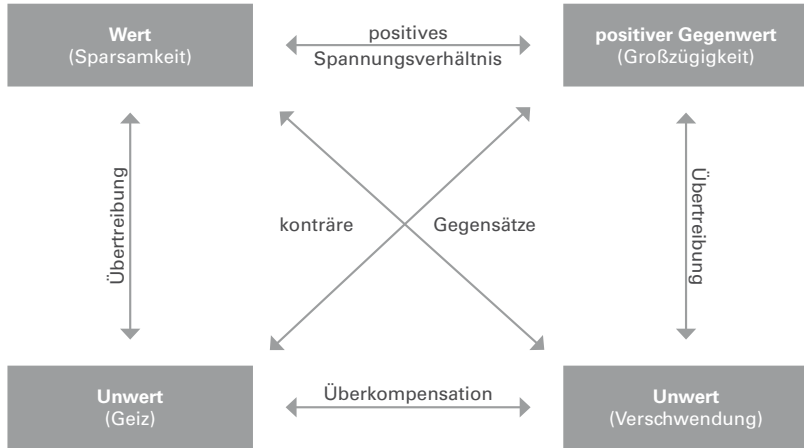 Wert
(Sparsamkeit)
positives
Spannungsverhältnis
positiver Gegenwert
(Großzügigkeit)
Übertreibung
konträre
Gegensätze
Übertreibung
Unwert
(Geiz)
Überkompensation
Unwert
(Verschwendung)